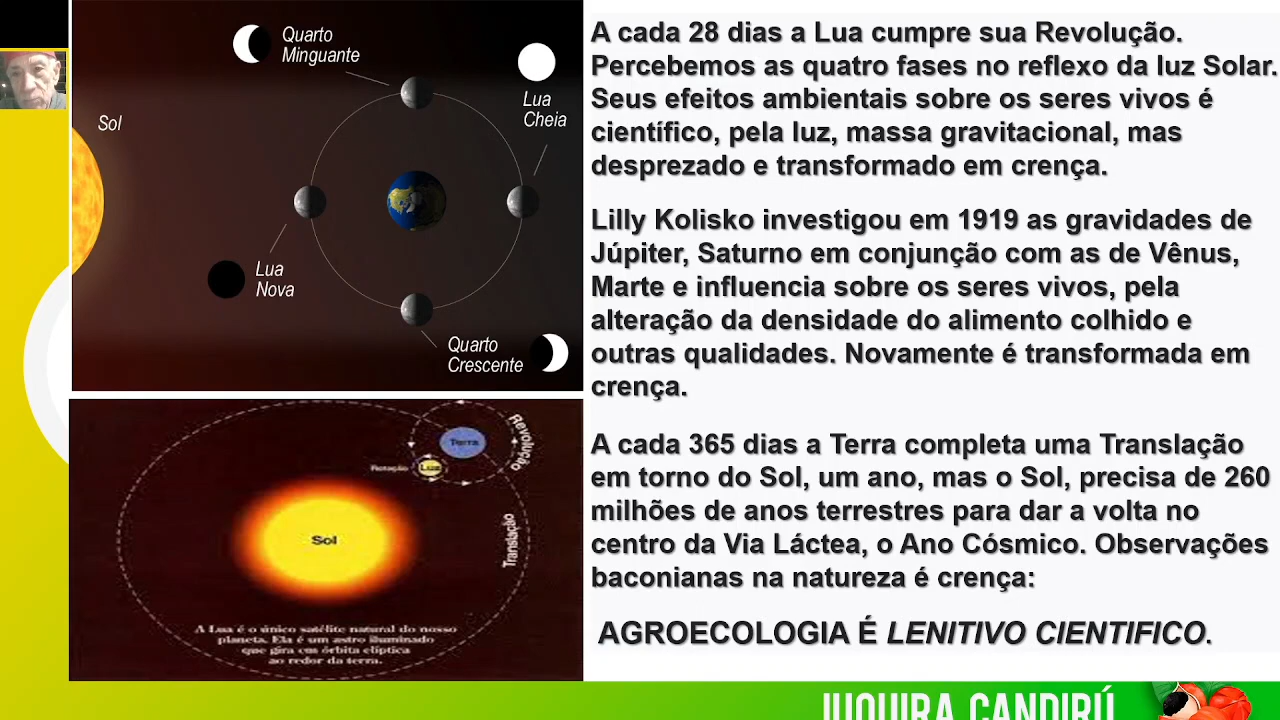 Quarto
Minguante
Lua
Cheia
Sol
Lua
Nova
Quarto
Crescente
Terra
Revolução
Rotação
Lua
Sol
Translação
A Lua é o único satélite natural do nosso
planeta. Ela é um astro iluminado
que gira em órbita elíptica
ao redor da terra.
A cada 28 dias a Lua cumpre sua Revolução.
Percebemos as quatro fases no reflexo da luz Solar.
Seus efeitos ambientais sobre os seres vivos é
científico, pela luz, massa gravitacional, mas
desprezado e transformado em crença.
Lilly Kolisko investigou em 1919 as gravidades de
Júpiter, Saturno em conjunção com as de Vênus,
Marte e influencia sobre os seres vivos, pela
alteração da densidade do alimento colhido e
outras qualidades. Novamente é transformada em
crença.
A cada 365 dias a Terra completa uma Translação
em torno do Sol, um ano, mas o Sol, precisa de 260
milhões de anos terrestres para dar a volta no
centro da Via Láctea, o Ano Cósmico. Observações
baconianas na natureza é crença:
AGROECOLOGIA É LENITIVO CIENTIFICO.
JUQUIRA CANDIRÚ